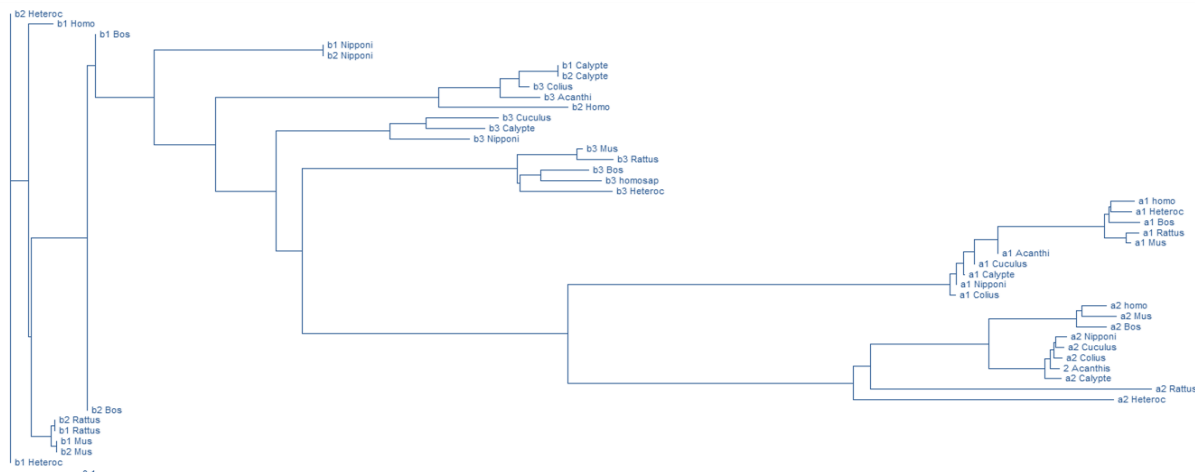 b2 Heteroc
b1 Homo
b1 Bos
b1 Nipponi
b2 Nipponi
b1 Calypte
b2 Calypte
b3 Colius
b3 Acanthi
b2 Homo
b3 Cuculus
b3 Calypte
b3 Nipponi
b3 Mus
b3 Rattus
b3 Bos
b3 homosap
b3 Heteroc
a1 homo
a1 Heteroc
a1 Bos
a1 Rattus
a1 Mus
a1 Acanthi
a1 Cuculus
a1 Calypte
a1 Nipponi
a1 Colius
a2 homo
a2 Mus
a2 Bos
a2 Nipponi
a2 Cuculus
a2 Colius
2 Acanthis
a2 Calypte
a2 Rattus
a2 Heteroc
b2 Bos
b2 Rattus
b1 Rattus
b1 Mus
b2 Mus
b1 Heteroc